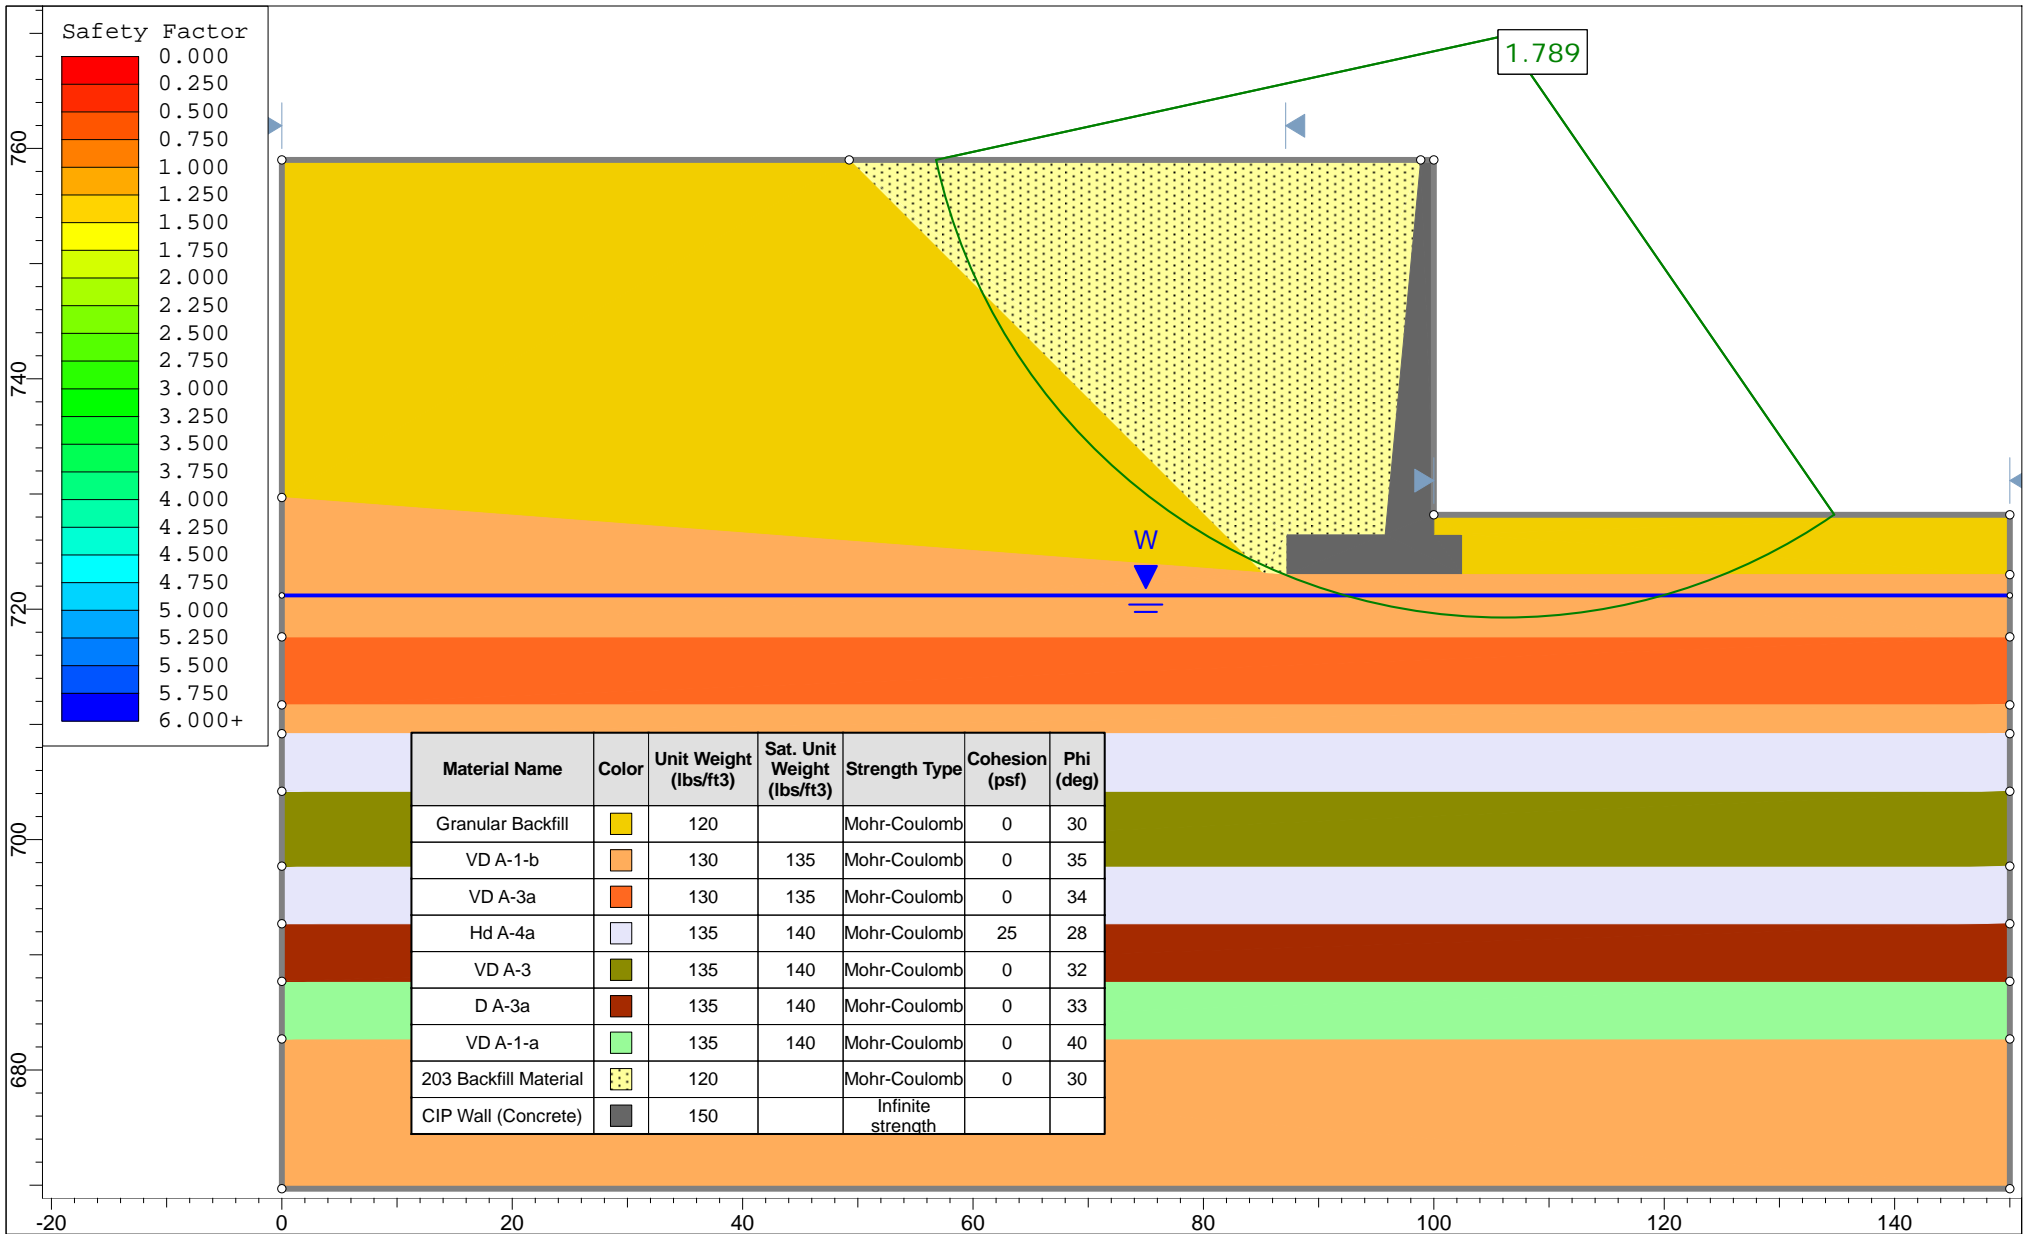 Safety Factor
0.000
0.250
0.500
0.750
1.000
1.250
1.500
1.750
2.000
2.250
2.500
2.750
3.000
3.250
3.500
3.750
4.000
4.250
4.500
4.750
5.000
5.250
5.500
5.750
6.000+
1.789
W
760
740
720
700
680
Material Name Color Unit Weight (lbs/ft3) Sat. Unit Weight (lbs/ft3) Strength Type Cohesion (psf) Phi (deg)
Granular Backfill 120 Mohr-Coulomb 0 30
VD A-1-b 130 135 Mohr-Coulomb 0 35
VD A-3a 130 135 Mohr-Coulomb 0 34
Hd A-4a 135 140 Mohr-Coulomb 25 28
VD A-3 135 140 Mohr-Coulomb 0 32
D A-3a 135 140 Mohr-Coulomb 0 33
VD A-1-a 135 140 Mohr-Coulomb 0 40
203 Backfill Material 120 Mohr-Coulomb 0 30
CIP Wall (Concrete) 150 Infinite strength
-20 0 20 40 60 80 100 120 140